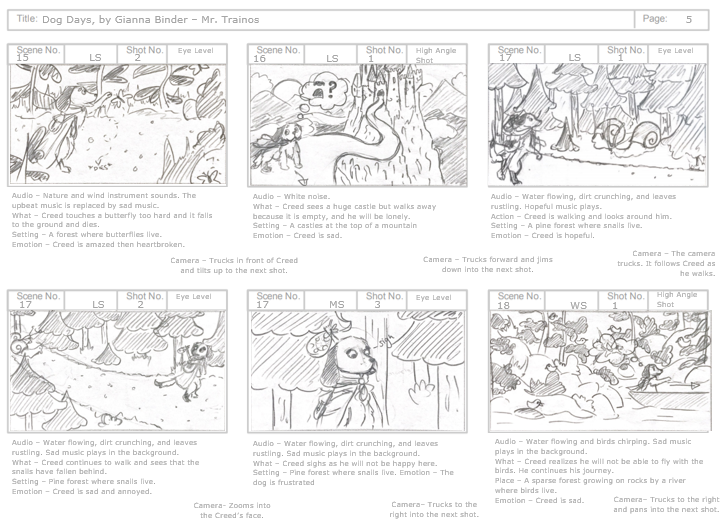 Title: Dog Days, by Gianna Binder – Mr. Trainos
Page: 5
Scene No. 15 LS Shot No. 2 Eye Level
Scene No. 16 LS Shot No. 1 High Angle Shot
Scene No. 17 LS Shot No. 1 Eye Level
?
Audio – Nature and wind instrument sounds. The
upbeat music is replaced by sad music.
What – Creed touches a butterfly too hard and it falls
to the ground and dies.
Setting – A forest where butterflies live.
Emotion – Creed is amazed then heartbroken.
Camera – Trucks in front of Creed
and tilts up to the next shot.
Audio – White noise.
What – Creed sees a huge castle but walks away
because it is empty, and he will be lonely.
Setting – A castles at the top of a mountain
Emotion – Creed is sad.
Camera – Trucks forward and jims
down into the next shot.
Audio – Water flowing, dirt crunching, and leaves
rustling. Hopeful music plays.
Action – Creed is walking and looks around him.
Setting – A pine forest where snails live.
Emotion – Creed is hopeful.
Camera – The camera
trucks. It follows Creed as
he walks.
Scene No. 17 LS Shot No. 2 Eye Level
Scene No. 17 MS Shot No. 3 Eye Level
Scene No. 18 WS Shot No. 1 High Angle Shot
Audio – Water flowing, dirt crunching, and leaves
rustling. Sad music plays in the background.
What – Creed continues to walk and sees that the
snails have fallen behind.
Setting – Pine forest where snails live.
Emotion – Creed is sad and annoyed.
Camera– Zooms into
the Creed's face.
Audio – Water flowing, dirt crunching, and leaves
rustling. Sad music plays in the background.
What – Creed sighs as he will not be happy here.
Setting – Pine forest where snails live. Emotion – The
dog is frustrated
Camera– Trucks to the
right into the next shot.
Audio – Water flowing and birds chirping. Sad music
plays in the background.
What – Creed realizes he will not be able to fly with the
birds. He continues his journey.
Place – A sparse forest growing on rocks by a river
where birds live.
Emotion – Creed is sad.
Camera – Trucks to the right
and pans into the next shot.